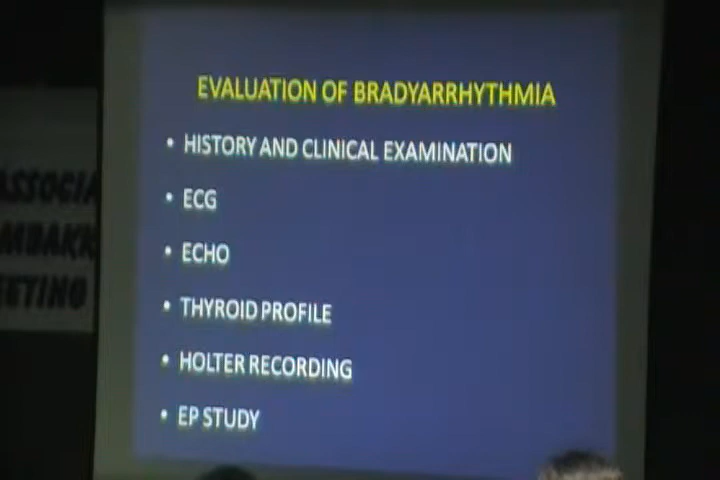 EVALUATION OF BRADYARRHYTHMIA
• HISTORY AND CLINICAL EXAMINATION
• ECG
• ECHO
• THYROID PROFILE
• HOLTER RECORDING
• EP STUDY